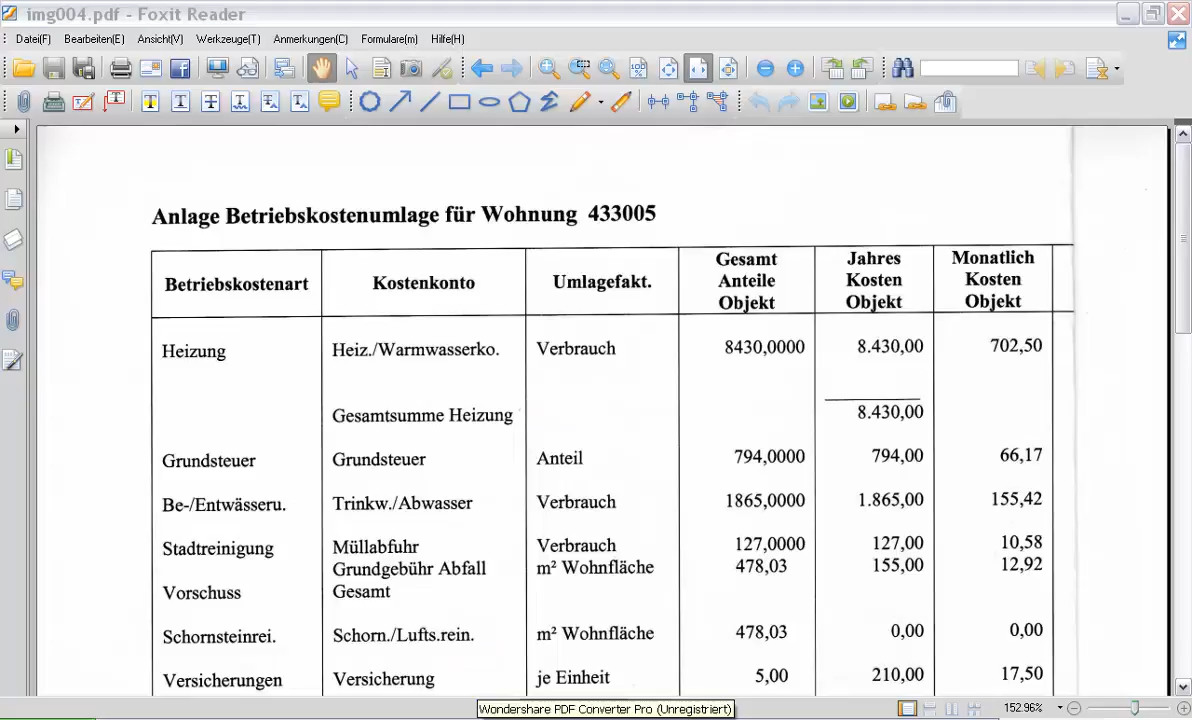 img004.pdf - Foxit Reader
Datei(F) Bearbeiten(E) Ansicht(V) Werkzeuge(T) Anmerkungen(C) Formulare(m) Hilfe(H)
Anlage Betriebskostenumlage für Wohnung 433005
Betriebskostenart Kostenkonto Umlagefakt. Gesamt Anteile Objekt Jahres Kosten Objekt Monatlich Kosten Objekt
Heizung Heiz./Warmwasserko. Verbrauch 8430,0000 8.430,00 702,50
Gesamtsumme Heizung 8.430,00
Grundsteuer Grundsteuer Anteil 794,0000 794,00 66,17
Be-/Entwässeru. Trinkw./Abwasser Verbrauch 1865,0000 1.865,00 155,42
Stadtreinigung Müllabfuhr Verbrauch 127,0000 127,00 10,58
Grundgebühr Abfall m² Wohnfläche 478,03 155,00 12,92
Vorschuss Gesamt
Schornsteinrei. Schorn./Lufts.rein. m² Wohnfläche 478,03 0,00 0,00
Versicherungen Versicherung je Einheit 5,00 210,00 17,50
Wondershare PDF Converter Pro (Unregistriert)
152.96%